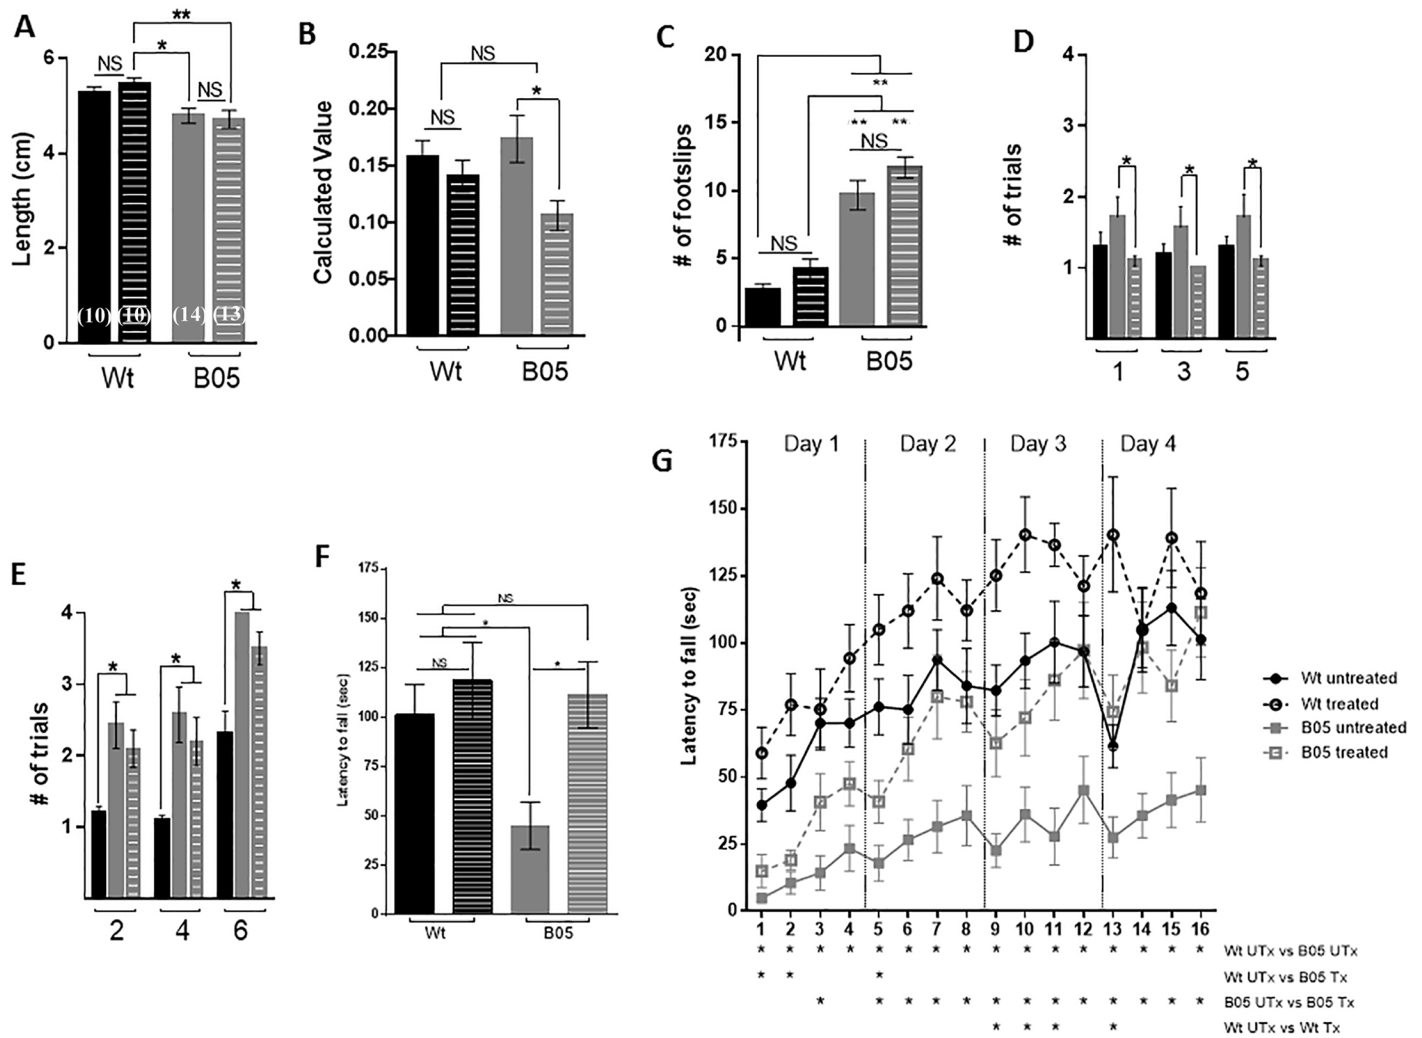 A
Length (cm)
6
4
2
0
NS
*
**
NS
(10)
(10)
(14)
(13)
Wt
B05
B
Calculated Value
0.25
0.20
0.15
0.10
0.05
0.00
NS
NS
*
Wt
B05
C
# of footslips
20
15
10
5
0
**
**
**
NS
NS
Wt
B05
D
# of trials
4
3
2
1
*
*
*
1
3
5
E
# of trials
4
3
2
1
*
*
*
2
4
6
F
Latency to fall (sec)
175
150
125
100
75
50
25
0
NS
*
NS
*
Wt
B05
G
Latency to fall (sec)
175
150
125
100
75
50
25
0
Day 1
Day 2
Day 3
Day 4
Wt untreated
Wt treated
B05 untreated
B05 treated
1 2 3 4 5 6 7 8 9 10 11 12 13 14 15 16
* * * * * * * * * * * * * * * * Wt UTx vs B05 UTx
* * * Wt UTx vs B05 Tx
* * * * * * * * * * * * * B05 UTx vs B05 Tx
* * * * Wt UTx vs Wt Tx